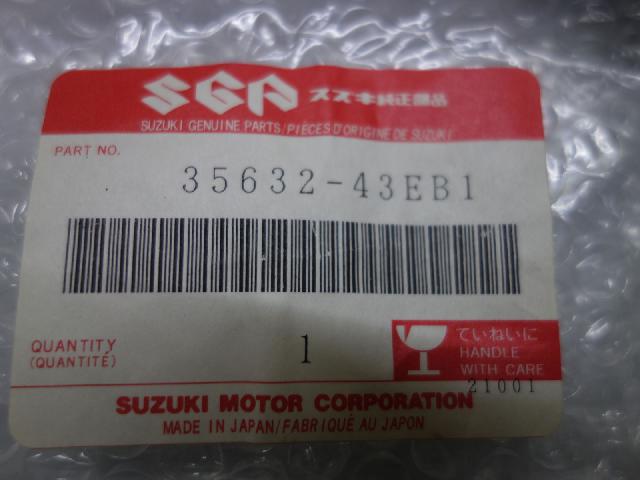 SGP スズキ純正部品
SUZUKI GENUINE PARTS/PIÈCES D'ORIGINE DE SUZUKI
PART NO.
35632-43EB1
QUANTITY
(QUANTITÉ)
1
ていねいに
HANDLE
WITH CARE
21001
SUZUKI MOTOR CORPORATION
MADE IN JAPAN/FABRIQUÉ AU JAPON